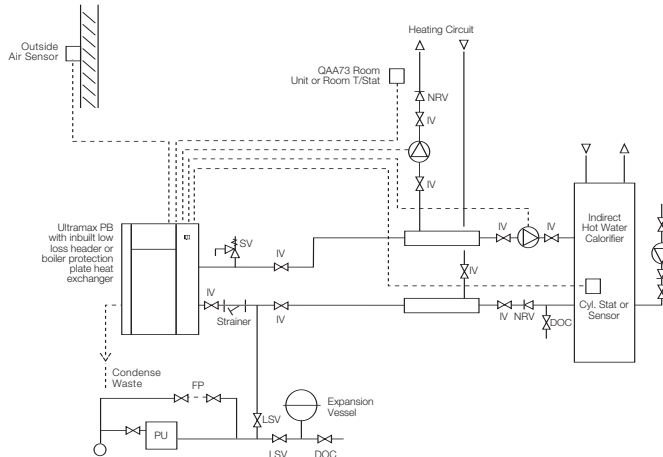 Heating Circuit
Outside
Air Sensor
QAA73 Room
Unit or Room T/Stat
NRV
IV
IV
Ultramax PB
with inbuilt low
loss header or
boiler protection
plate heat
exchanger
SV
IV
IV
IV
Indirect
Hot Water
Calorifier
IV
IV
Strainer
IV
IV
IV
NRV
DOC
Cyl. Stat or
Sensor
Condense
Waste
FP
Expansion
Vessel
LSV
PU
LSV
DOC